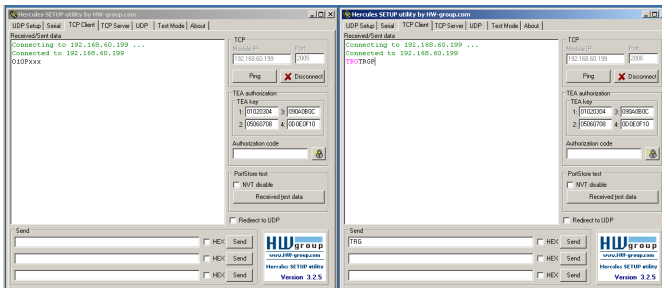 Hercules SETUP utility by HW-group.com
UDP Setup Serial TCP Client TCP Server UDP Test Mode About
Received/Sent data
Connecting to 192.168.60.199 ...
Connected to 192.168.60.199
O1OPxxx
TCP
Module IP Port
192.168.60.199 2005
Ping Disconnect
TEA authorization
TEA key
1: 01020304 3: 090A0B0C
2: 05060708 4: 0D0E0F10
Authorization code
PortStore test
NVT disable
Received test data
Redirect to UDP
Send
HEX Send
HEX Send
HEX Send
HW group
www.HW-group.com
Hercules SETUP utility
Version 3.2.5
Hercules SETUP utility by HW-group.com
UDP Setup Serial TCP Client TCP Server UDP Test Mode About
Received/Sent data
Connecting to 192.168.60.199 ...
Connected to 192.168.60.199
TRGTRGP
TCP
Module IP Port
192.168.60.199 2006
Ping Disconnect
TEA authorization
TEA key
1: 01020304 3: 090A0B0C
2: 05060708 4: 0D0E0F10
Authorization code
PortStore test
NVT disable
Received test data
Redirect to UDP
Send
TRG HEX Send
HEX Send
HEX Send
HW group
www.HW-group.com
Hercules SETUP utility
Version 3.2.5